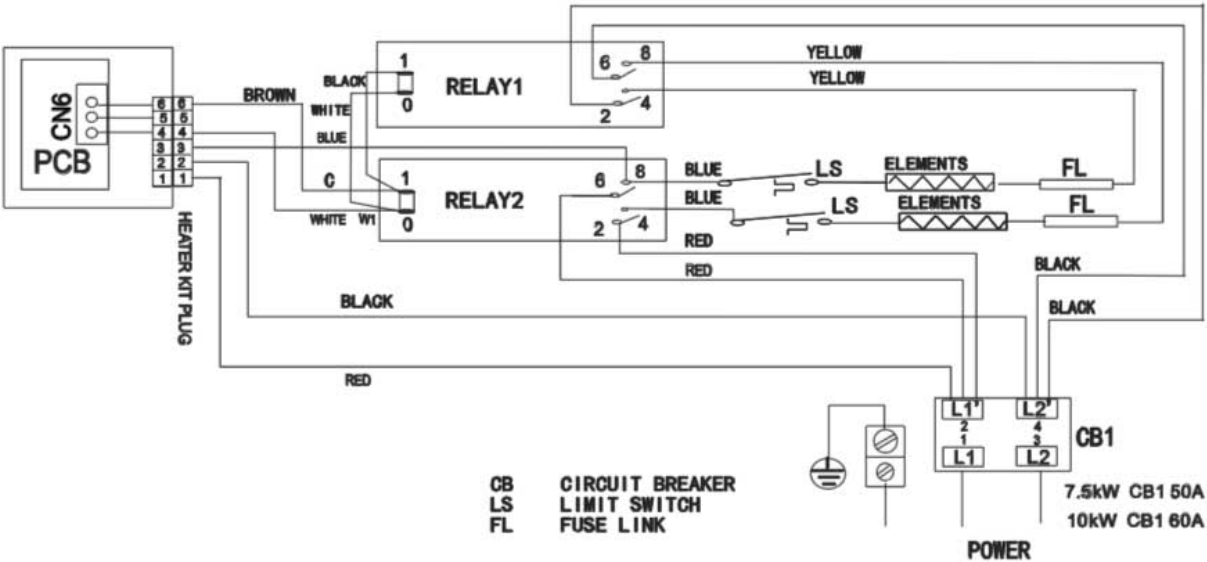 8
6
YELLOW
1
YELLOW
BLACK
RELAY1
CN6
6 6
BROWN
0
4
WHITE
2
5 5
4 4
BLUE
PCB
3 3
8
BLUE
LS
ELEMENTS
FL
2 2
C
1
6
1 1
RELAY2
BLUE
LS
ELEMENTS
FL
WHITE
W1
0
4
2
RED
HEATER KIT PLUG
RED
BLACK
BLACK
BLACK
RED
L1'
L2'
2
4
CB1
1
3
L1
L2
CB CIRCUIT BREAKER
LS LIMIT SWITCH
FL FUSE LINK
7.5kW CB1 50A
10kW CB1 60A
POWER